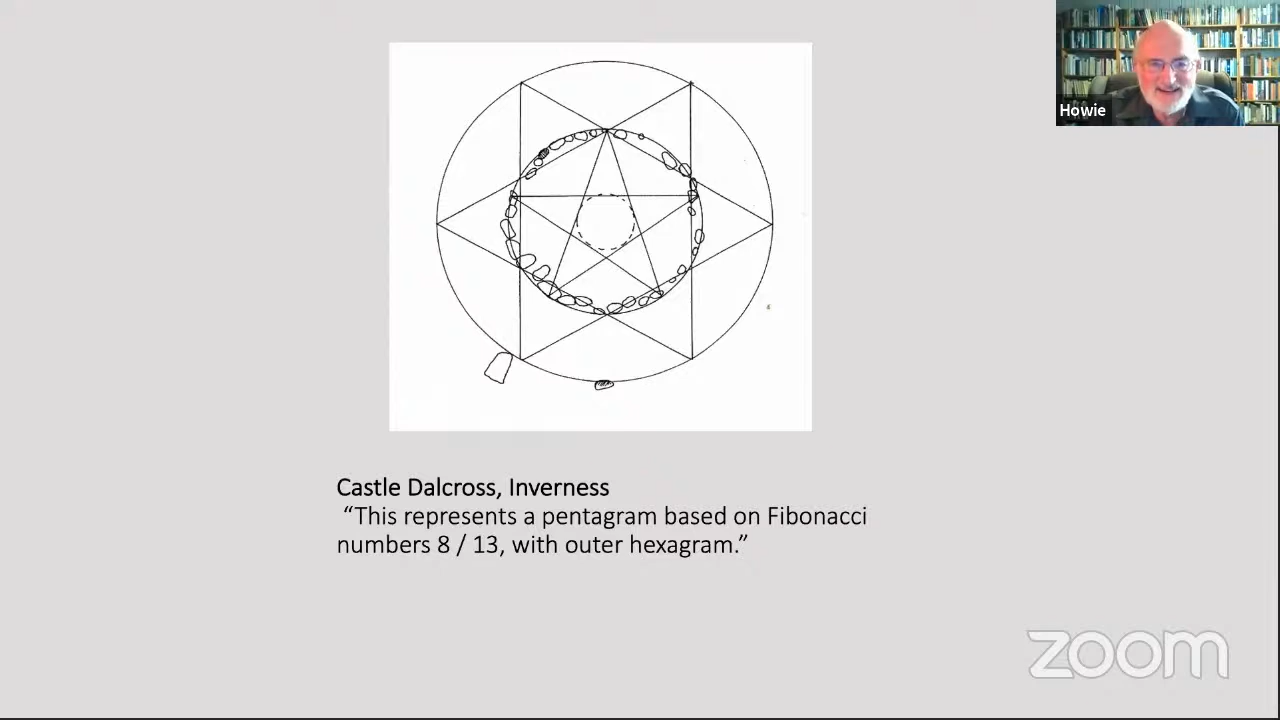 Howie
Castle Dalcross, Inverness
“This represents a pentagram based on Fibonacci
numbers 8 / 13, with outer hexagram.”
zoom